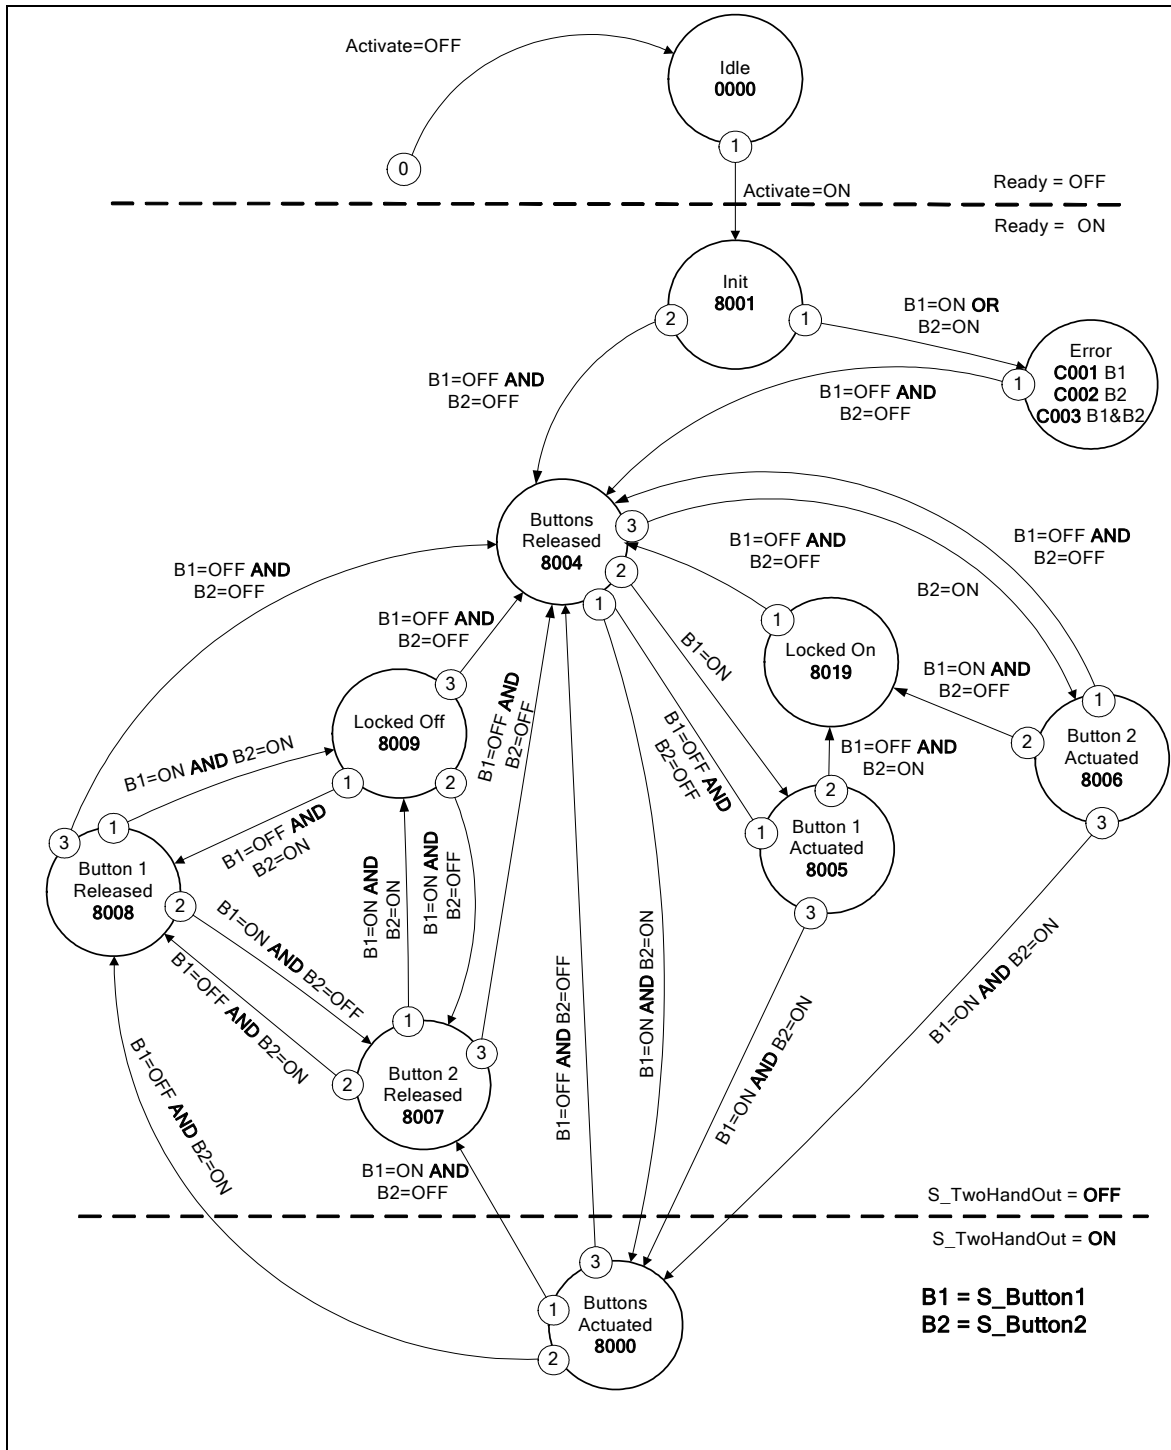 Activate=OFF
Idle
0000
1
0
Activate=ON
Ready = OFF
Ready = ON
Init
8001
2
1
B1=ON OR
B2=ON
Error
C001 B1
C002 B2
C003 B1&B2
1
B1=OFF AND
B2=OFF
B1=OFF AND
B2=OFF
Buttons
Released
8004
3
2
1
B1=OFF AND
B2=OFF
B1=OFF AND
B2=OFF
B1=OFF AND
B2=OFF
B2=ON
B1=OFF AND
B2=OFF
B1=ON
1
Locked On
8019
B1=ON AND
B2=OFF
1
2
Button 2
Actuated
8006
3
3
Locked Off
8009
1
2
B1=OFF AND
B2=OFF
B1=OFF AND
B2=OFF
B1=OFF AND
B2=ON
B1=ON AND B2=ON
3
1
Button 1
Released
8008
2
B1=OFF AND
B2=ON
B1=ON AND
B2=ON
B1=ON AND
B2=OFF
2
1
Button 1
Actuated
8005
3
B1=ON AND B2=OFF
B1=OFF AND B2=ON
1
3
2
Button 2
Released
8007
B1=OFF AND B2=OFF
B1=ON AND B2=ON
B1=ON AND B2=ON
B1=ON AND B2=ON
B1=OFF AND B2=ON
B1=ON AND
B2=OFF
S_TwoHandOut = OFF
S_TwoHandOut = ON
3
1
2
Buttons
Actuated
8000
B1 = S_Button1
B2 = S_Button2